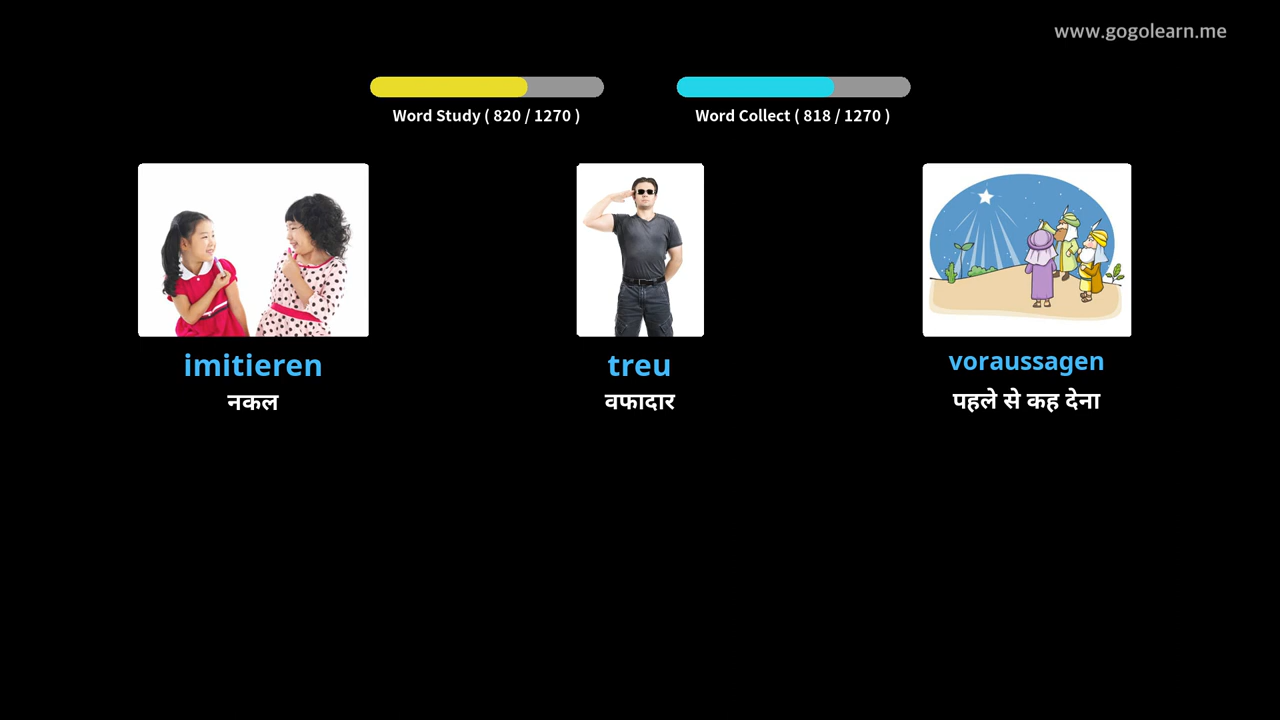 www.gogolearn.me
Word Study ( 820 / 1270 )
Word Collect ( 818 / 1270 )
imitieren
नकल
treu
वफादार
voraussagen
पहले से कह देना